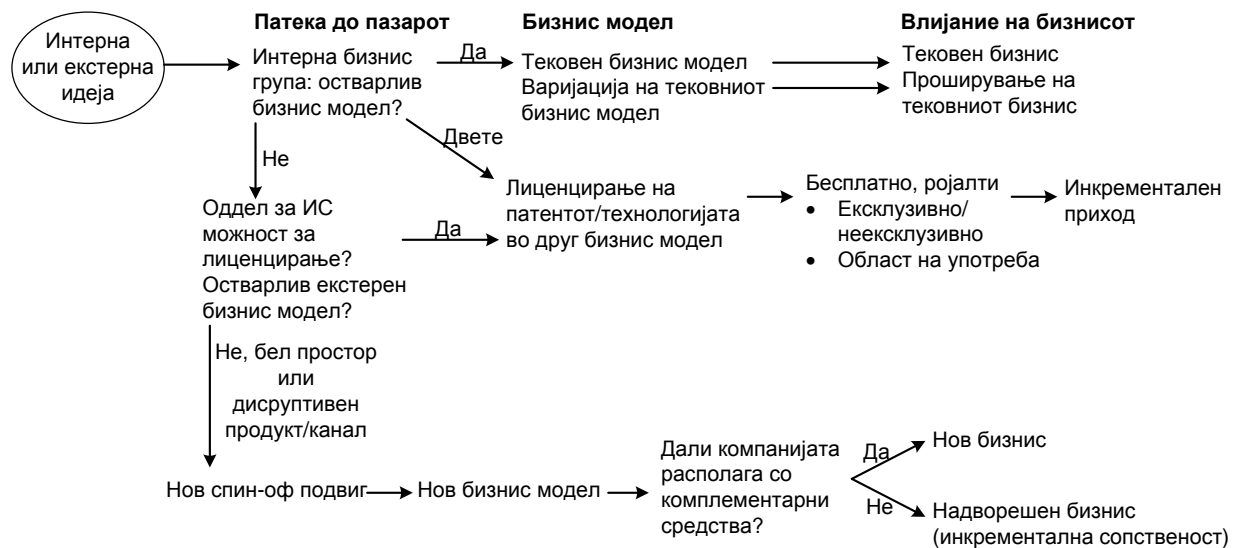 Патека до пазарот
Бизнис модел
Влијание на бизнисот
Интерна
или екстерна
идеја
Интерна бизнис
група: остварлив
бизнис модел?
Да
Тековен бизнис модел
Варијација на тековниот
бизнис модел
Тековен бизнис
Проширување на
тековниот бизнис
Двете
Не
Оддел за ИС
можност за
лиценцирање?
Остварлив екстерен
бизнис модел?
Да
Лиценцирање на
патентот/технологијата
во друг бизнис модел
Бесплатно, ројалти
• Ексклузивно/
неексклузивно
• Област на употреба
Инкрементален
приход
Не, бел простор
или
дисруптивен
продукт/канал
Нов спин-оф подвиг
Нов бизнис модел
Дали компанијата
располага со
комплементарни
средства?
Да
Нов бизнис
Не
Надворешен бизнис
(инкрементална сопственост)